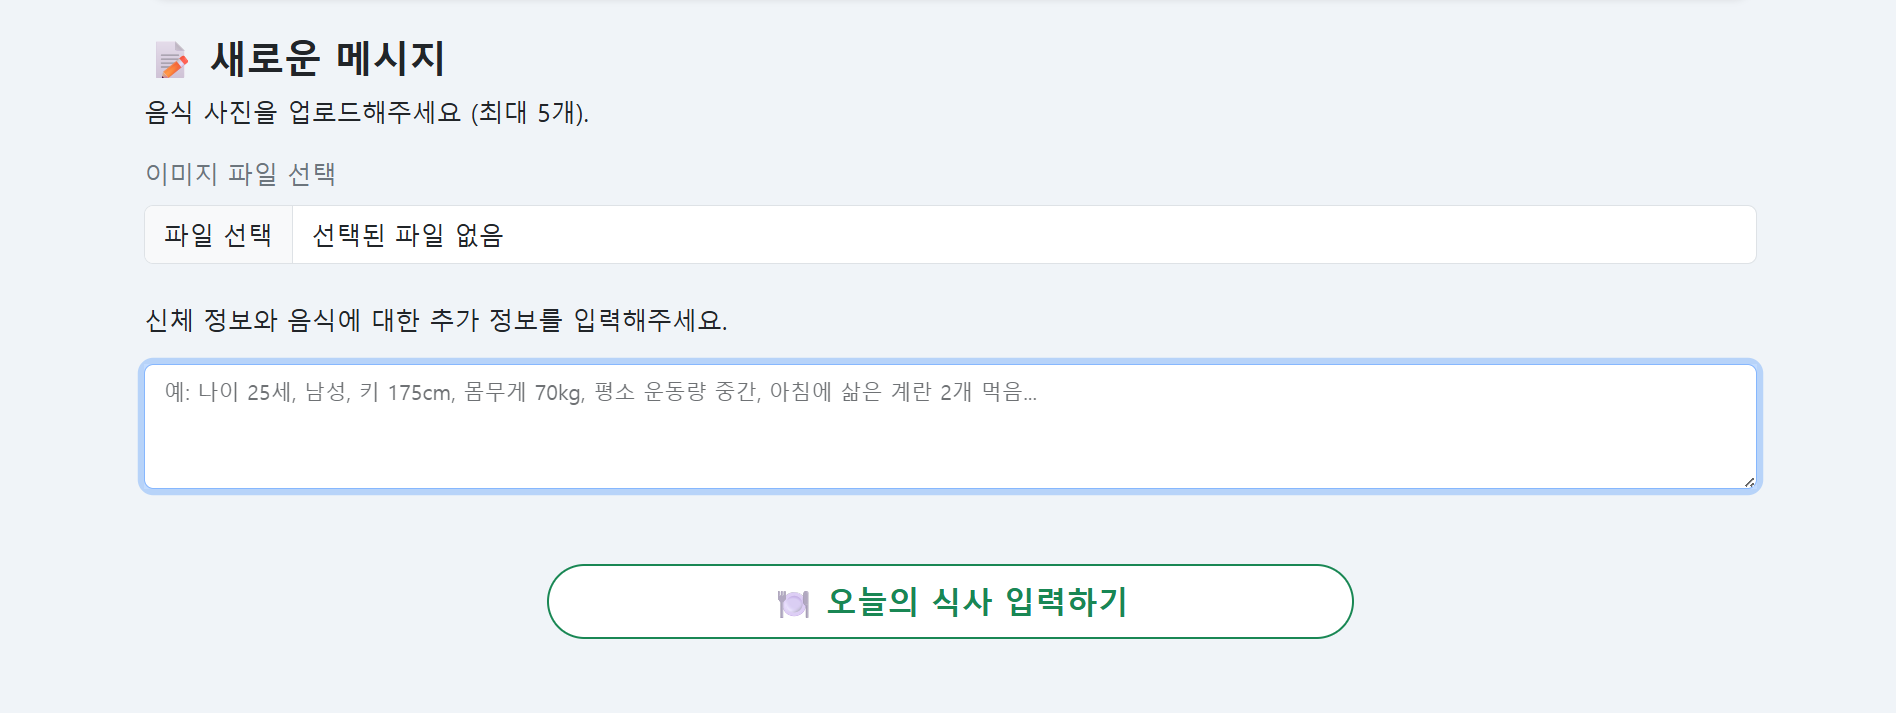 새로운 메시지
음식 사진을 업로드해주세요 (최대 5개).
이미지 파일 선택
파일 선택 선택된 파일 없음
신체 정보와 음식에 대한 추가 정보를 입력해주세요.
예: 나이 25세, 남성, 키 175cm, 몸무게 70kg, 평소 운동량 중간, 아침에 삶은 계란 2개 먹음...
오늘의 식사 입력하기